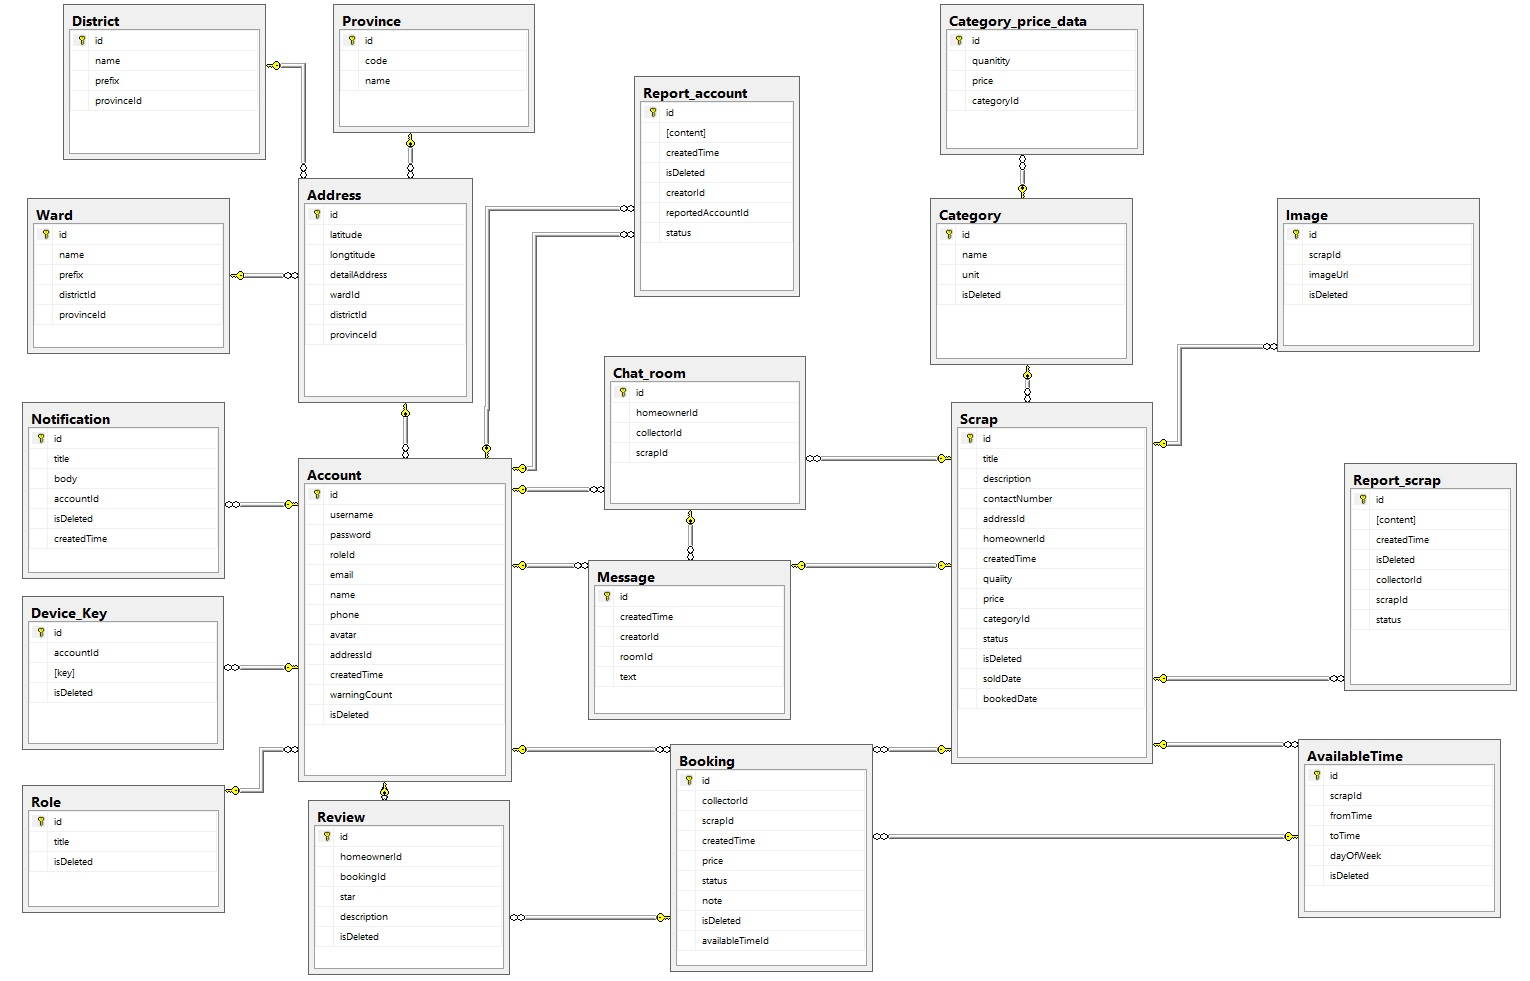 District
id
name
prefix
provinceId
Province
id
code
name
Report_account
id
[content]
createdTime
isDeleted
creatorId
reportedAccountId
status
Category_price_data
id
quanitity
price
categoryId
Ward
id
name
prefix
districtId
provinceId
Address
id
latitude
longtitude
detailAddress
wardId
districtId
provinceId
Category
id
name
unit
isDeleted
Image
id
scrapId
imageUrl
isDeleted
Chat_room
id
homeownerId
collectorId
scrapId
Notification
id
title
body
accountId
isDeleted
createdTime
Account
id
username
password
roleId
email
name
phone
avatar
addressId
createdTime
warningCount
isDeleted
Scrap
id
title
description
contactNumber
addressId
homeownerId
createdTime
quaiity
price
categoryId
status
isDeleted
soldDate
bookedDate
Report_scrap
id
[content]
createdTime
isDeleted
collectorId
scrapId
status
Message
id
createdTime
creatorId
roomId
text
Device_Key
id
accountId
[key]
isDeleted
Role
id
title
isDeleted
Review
id
homeownerId
bookingId
star
description
isDeleted
Booking
id
collectorId
scrapId
createdTime
price
status
note
isDeleted
availableTimeId
AvailableTime
id
scrapId
fromTime
toTime
dayOfWeek
isDeleted